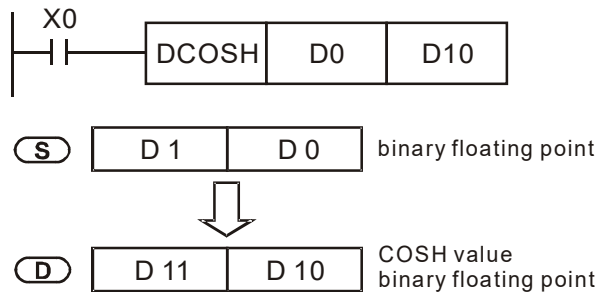 X0
DCOSH D0 D10
S D 1 D 0 binary floating point
D D 11 D 10 COSH value
binary floating point